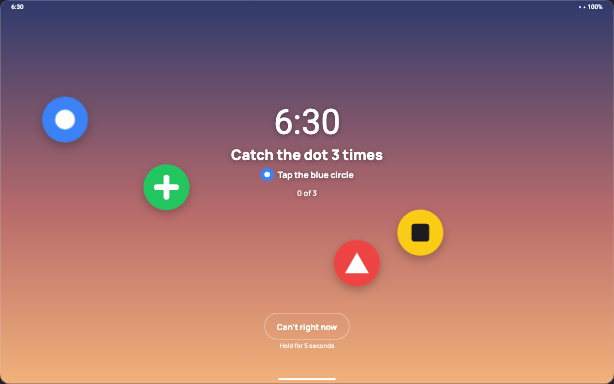 6:30
100%
6:30
Catch the dot 3 times
Tap the blue circle
0 of 3
Can't right now
Hold for 5 seconds